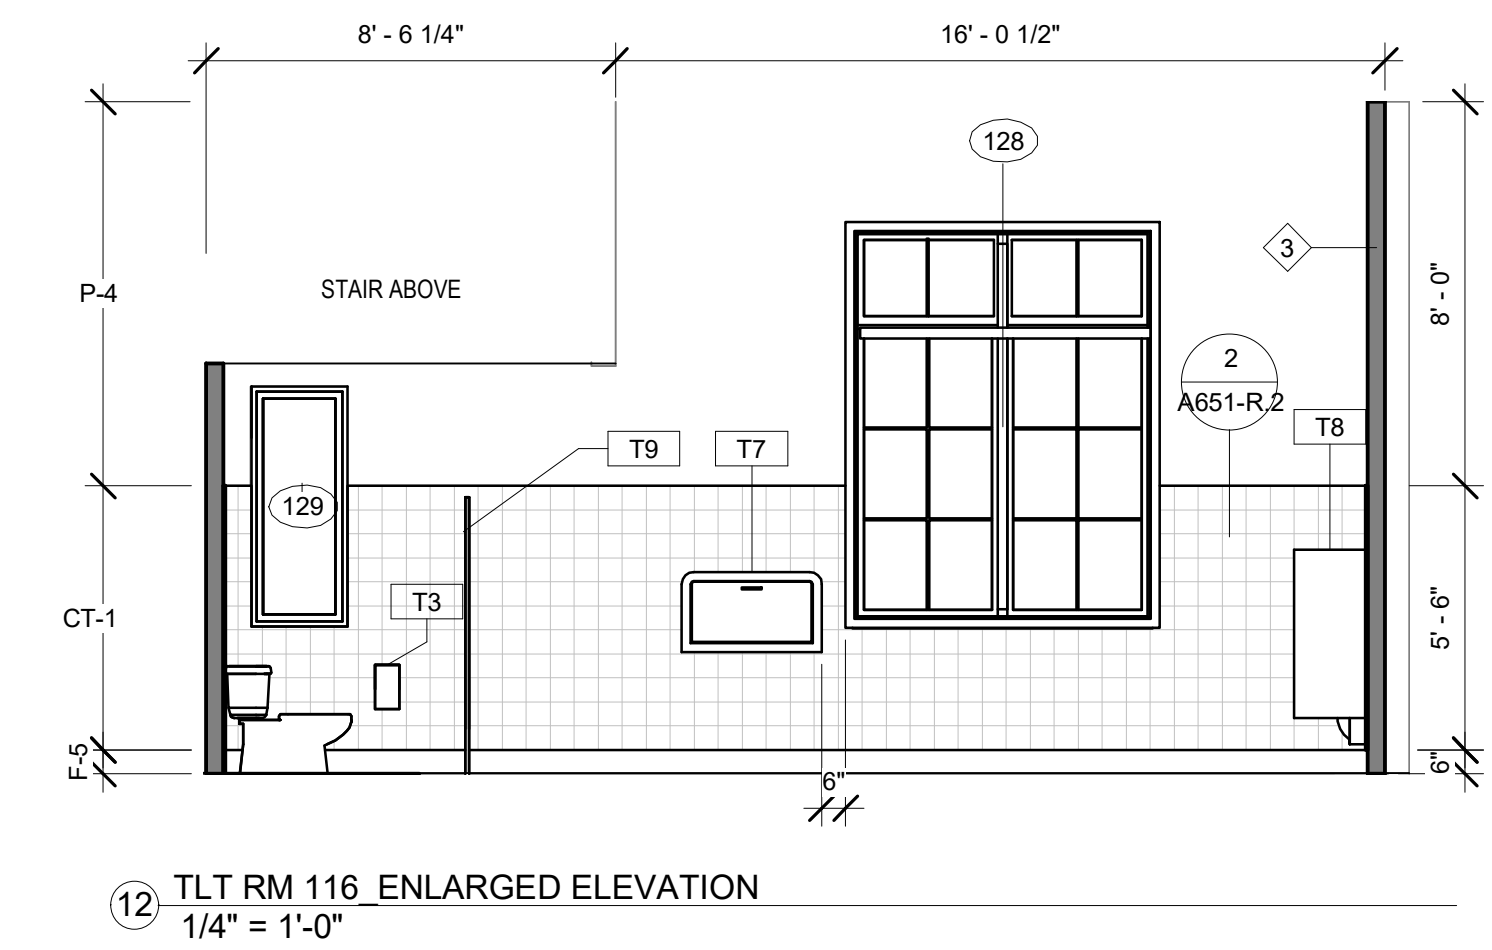 8' - 6 1/4"
16' - 0 1/2"
128
3
P-4
STAIR ABOVE
8' - 0"
2
A651-R.2
T9
T7
T8
129
T3
CT-1
5' - 6"
F-5
6"
6"
12
TLT RM 116_ENLARGED ELEVATION
1/4" = 1'-0"